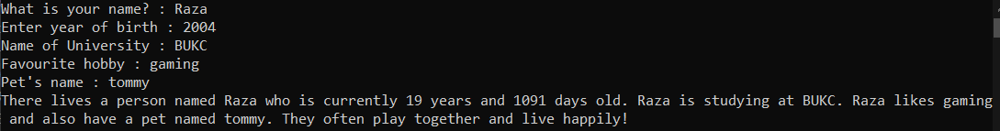 What is your name? : Raza
Enter year of birth : 2004
Name of University : BUKC
Favourite hobby : gaming
Pet's name : tommy
There lives a person named Raza who is currently 19 years and 1091 days old. Raza is studying at BUKC. Raza likes gaming
and also have a pet named tommy. They often play together and live happily!